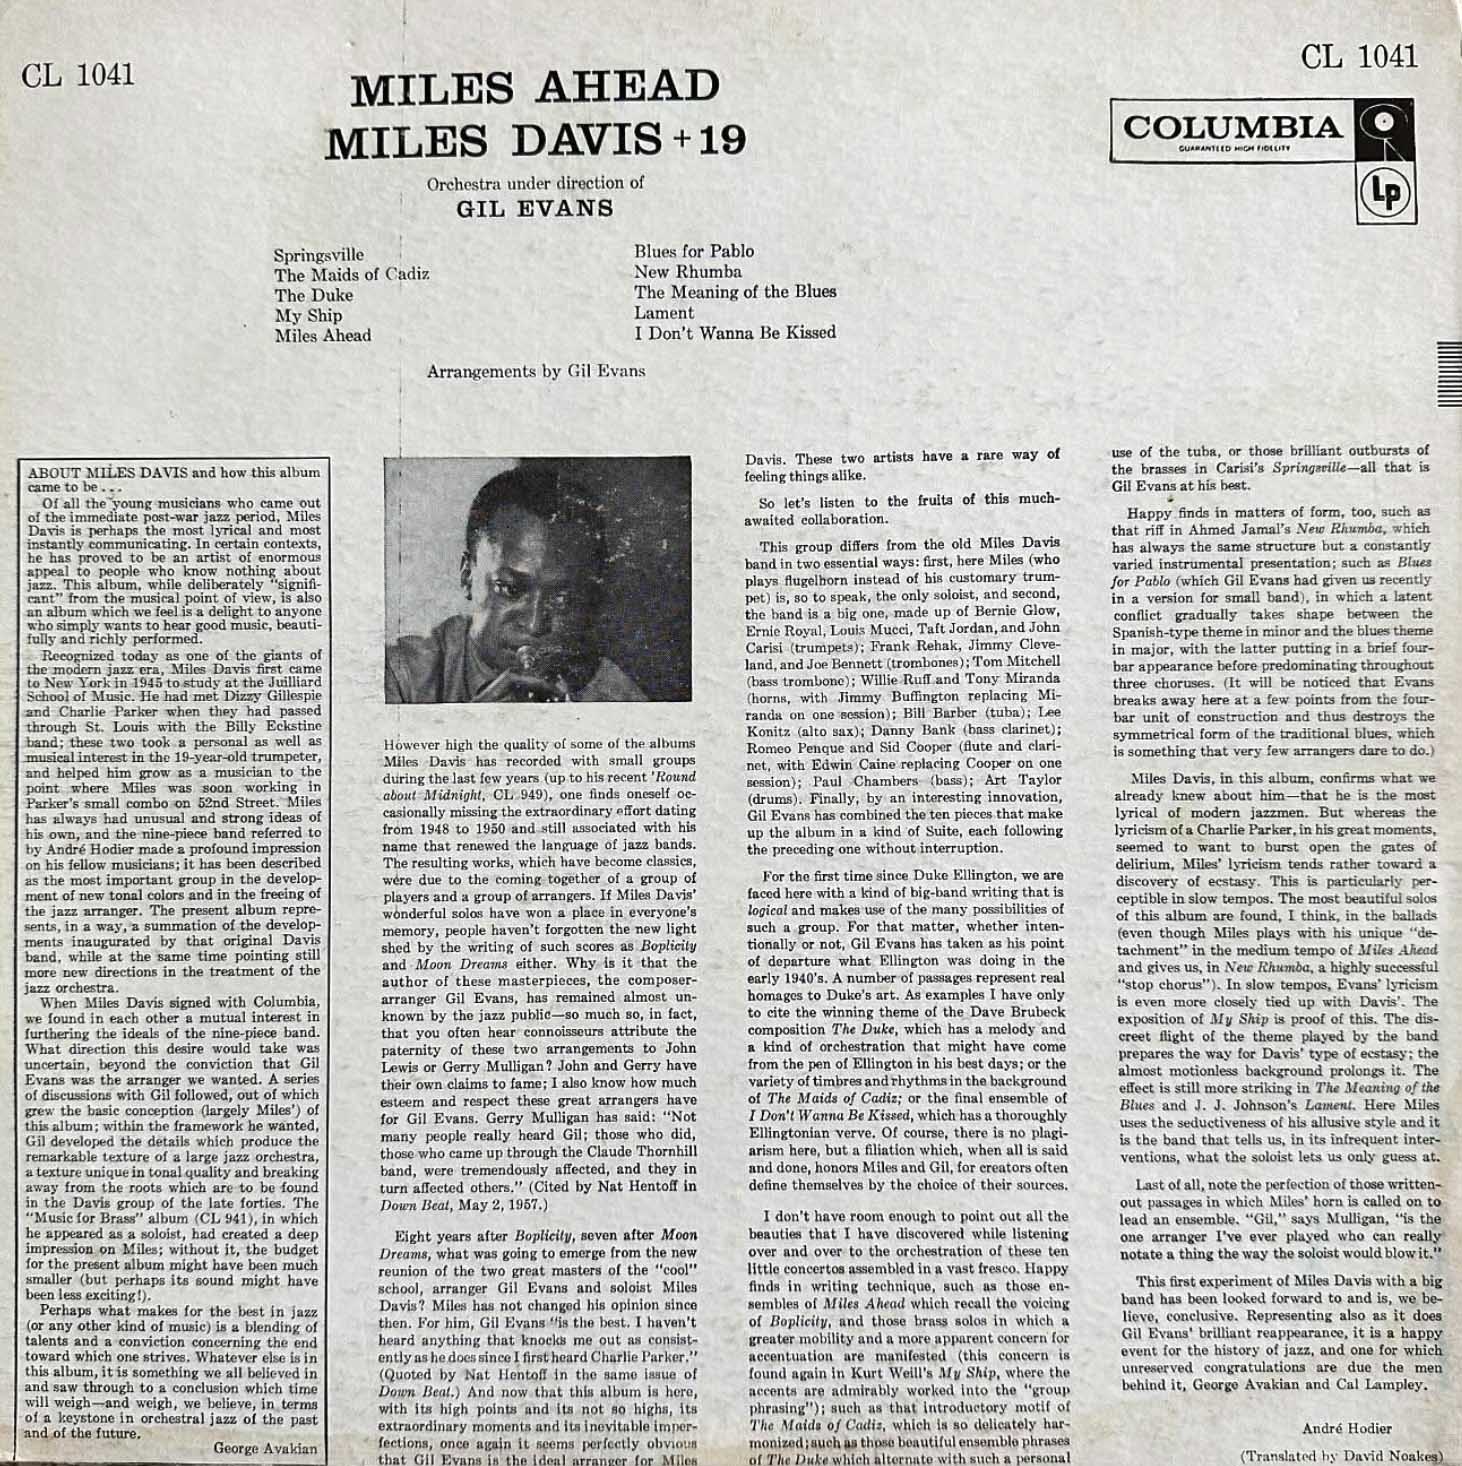 CL 1041
CL 1041
MILES AHEAD
MILES DAVIS + 19
Orchestra under direction of
GIL EVANS
COLUMBIA
GUARANTEED HIGH FIDELITY
Lp
Springsville
The Maids of Cadiz
The Duke
My Ship
Miles Ahead
Blues for Pablo
New Rhumba
The Meaning of the Blues
Lament
I Don't Wanna Be Kissed
Arrangements by Gil Evans
ABOUT MILES DAVIS and how this album
came to be . . .
Of all the young musicians who came out
of the immediate post-war jazz period, Miles
Davis is perhaps the most lyrical and most
instantly communicating. In certain contexts,
he has proved to be an artist of enormous
appeal to people who know nothing about
jazz. This album, while deliberately "signifi-
cant" from the musical point of view, is also
an album which we feel is a delight to anyone
who simply wants to hear good music, beauti-
fully and richly performed.
Recognized today as one of the giants of
the modern jazz era, Miles Davis first came
to New York in 1945 to study at the Juilliard
School of Music. He had met Dizzy Gillespie
and Charlie Parker when they had passed
through St. Louis with the Billy Eckstine
band; these two took a personal as well as
musical interest in the 19-year-old trumpeter,
and helped him grow as a musician to the
point where Miles was soon working in
Parker's small combo on 52nd Street. Miles
has always had unusual and strong ideas of
his own, and the nine-piece band referred to
by André Hodier made a profound impression
on his fellow musicians; it has been described
as the most important group in the develop-
ment of new tonal colors and in the freeing of
the jazz arranger. The present album repre-
sents, in a way, a summation of the develop-
ments inaugurated by that original Davis
band, while at the same time pointing still
more new directions in the treatment of the
jazz orchestra.
When Miles Davis signed with Columbia,
we found in each other a mutual interest in
furthering the ideals of the nine-piece band.
What direction this desire would take was
uncertain, beyond the conviction that Gil
Evans was the arranger we wanted. A series
of discussions with Gil followed, out of which
grew the basic conception (largely Miles') of
this album; within the framework he wanted,
Gil developed the details which produce the
remarkable texture of a large jazz orchestra,
a texture unique in tonal quality and breaking
away from the roots which are to be found
in the Davis group of the late forties. The
"Music for Brass" album (CL 941), in which
he appeared as a soloist, had created a deep
impression on Miles; without it, the budget
for the present album might have been much
smaller (but perhaps its sound might have
been less exciting!).
Perhaps what makes for the best in jazz
(or any other kind of music) is a blending of
talents and a conviction concerning the end
toward which one strives. Whatever else is in
this album, it is something we all believed in
and saw through to a conclusion which time
will weigh—and weigh, we believe, in terms
of a keystone in orchestral jazz of the past
and of the future.
George Avakian
However high the quality of some of the albums
Miles Davis has recorded with small groups
during the last few years (up to his recent 'Round
about Midnight, CL 949), one finds oneself oc-
casionally missing the extraordinary effort dating
from 1948 to 1950 and still associated with his
name that renewed the language of jazz bands.
The resulting works, which have become classics,
were due to the coming together of a group of
players and a group of arrangers. If Miles Davis'
wonderful solos have won a place in everyone's
memory, people haven't forgotten the new light
shed by the writing of such scores as Boplicity
and Moon Dreams either. Why is it that the
author of these masterpieces, the composer-
arranger Gil Evans, has remained almost un-
known by the jazz public—so much so, in fact,
that you often hear connoisseurs attribute the
paternity of these two arrangements to John
Lewis or Gerry Mulligan? John and Gerry have
their own claims to fame; I also know how much
esteem and respect these great arrangers have
for Gil Evans. Gerry Mulligan has said: "Not
many people really heard Gil; those who did,
those who came up through the Claude Thornhill
band, were tremendously affected, and they in
turn affected others." (Cited by Nat Hentoff in
Down Beat, May 2, 1957.)
Eight years after Boplicity, seven after Moon
Dreams, what was going to emerge from the new
reunion of the two great masters of the "cool"
school, arranger Gil Evans and soloist Miles
Davis? Miles has not changed his opinion since
then. For him, Gil Evans "is the best. I haven't
heard anything that knocks me out as consist-
ently as he does since I first heard Charlie Parker."
(Quoted by Nat Hentoff in the same issue of
Down Beat.) And now that this album is here,
with its high points and its not so highs, its
extraordinary moments and its inevitable imper-
fections, once again it seems perfectly obvious
that Gil Evans is the ideal arranger for Miles
Davis. These two artists have a rare way of
feeling things alike.
So let's listen to the fruits of this much-
awaited collaboration.
This group differs from the old Miles Davis
band in two essential ways: first, here Miles (who
plays flugelhorn instead of his customary trum-
pet) is, so to speak, the only soloist, and second,
the band is a big one, made up of Bernie Glow,
Ernie Royal, Louis Mucci, Taft Jordan, and John
Carisi (trumpets); Frank Rehak, Jimmy Cleve-
land, and Joe Bennett (trombones); Tom Mitchell
(bass trombone); Willie Ruff and Tony Miranda
(horns, with Jimmy Buffington replacing Mi-
randa on one session); Bill Barber (tuba); Lee
Konitz (alto sax); Danny Bank (bass clarinet);
Romeo Penque and Sid Cooper (flute and clari-
net, with Edwin Caine replacing Cooper on one
session); Paul Chambers (bass); Art Taylor
(drums). Finally, by an interesting innovation,
Gil Evans has combined the ten pieces that make
up the album in a kind of Suite, each following
the preceding one without interruption.
For the first time since Duke Ellington, we are
faced here with a kind of big-band writing that is
logical and makes use of the many possibilities of
such a group. For that matter, whether inten-
tionally or not, Gil Evans has taken as his point
of departure what Ellington was doing in the
early 1940's. A number of passages represent real
homages to Duke's art. As examples I have only
to cite the winning theme of the Dave Brubeck
composition The Duke, which has a melody and
a kind of orchestration that might have come
from the pen of Ellington in his best days; or the
variety of timbres and rhythms in the background
of The Maids of Cadiz; or the final ensemble of
I Don't Wanna Be Kissed, which has a thoroughly
Ellingtonian verve. Of course, there is no plagi-
arism here, but a filiation which, when all is said
and done, honors Miles and Gil, for creators often
define themselves by the choice of their sources.
I don't have room enough to point out all the
beauties that I have discovered while listening
over and over to the orchestration of these ten
little concertos assembled in a vast fresco. Happy
finds in writing technique, such as those en-
sembles of Miles Ahead which recall the voicing
of Boplicity, and those brass solos in which a
greater mobility and a more apparent concern for
accentuation are manifested (this concern is
found again in Kurt Weill's My Ship, where the
accents are admirably worked into the "group
phrasing"); such as that introductory motif of
The Maids of Cadiz, which is so delicately har-
monized; such as those beautiful ensemble phrases
of The Duke which alternate with such a personal
use of the tuba, or those brilliant outbursts of
the brasses in Carisi's Springsville—all that is
Gil Evans at his best.
Happy finds in matters of form, too, such as
that riff in Ahmed Jamal's New Rhumba, which
has always the same structure but a constantly
varied instrumental presentation; such as Blues
for Pablo (which Gil Evans had given us recently
in a version for small band), in which a latent
conflict gradually takes shape between the
Spanish-type theme in minor and the blues theme
in major, with the latter putting in a brief four-
bar appearance before predominating throughout
three choruses. (It will be noticed that Evans
breaks away here at a few points from the four-
bar unit of construction and thus destroys the
symmetrical form of the traditional blues, which
is something that very few arrangers dare to do.)
Miles Davis, in this album, confirms what we
already knew about him—that he is the most
lyrical of modern jazzmen. But whereas the
lyricism of a Charlie Parker, in his great moments,
seemed to want to burst open the gates of
delirium, Miles' lyricism tends rather toward a
discovery of ecstasy. This is particularly per-
ceptible in slow tempos. The most beautiful solos
of this album are found, I think, in the ballads
(even though Miles plays with his unique "de-
tachment" in the medium tempo of Miles Ahead
and gives us, in New Rhumba, a highly successful
"stop chorus"). In slow tempos, Evans' lyricism
is even more closely tied up with Davis'. The
exposition of My Ship is proof of this. The dis-
creet flight of the theme played by the band
prepares the way for Davis' type of ecstasy; the
almost motionless background prolongs it. The
effect is still more striking in The Meaning of the
Blues and J. J. Johnson's Lament. Here Miles
uses the seductiveness of his allusive style and it
is the band that tells us, in its infrequent inter-
ventions, what the soloist lets us only guess at.
Last of all, note the perfection of those written-
out passages in which Miles' horn is called on to
lead an ensemble. "Gil," says Mulligan, "is the
one arranger I've ever played who can really
notate a thing the way the soloist would blow it."
This first experiment of Miles Davis with a big
band has been looked forward to and is, we be-
lieve, conclusive. Representing also as it does
Gil Evans' brilliant reappearance, it is a happy
event for the history of jazz, and one for which
unreserved congratulations are due the men
behind it, George Avakian and Cal Lampley.
André Hodier
(Translated by David Noakes)